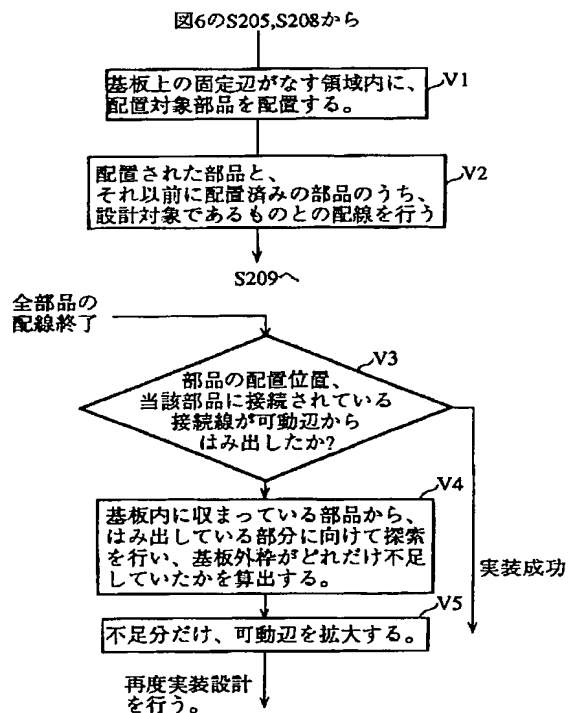 図6のS205,S208から
基板上の固定辺がなす領域内に、
配置対象部品を配置する。
V1
配置された部品と、
それ以前に配置済みの部品のうち、
設計対象であるものとの配線を行う
V2
S209へ
全部品の
配線終了
V3
部品の配置位置、
当該部品に接続されている
接続線が可動辺から
はみ出したか?
V4
基板内に収まっている部品から、
はみ出している部分に向けて探索
を行い、基板外枠がどれだけ不足
していたかを算出する。
実装成功
V5
不足分だけ、可動辺を拡大する。
再度実装設計
を行う。